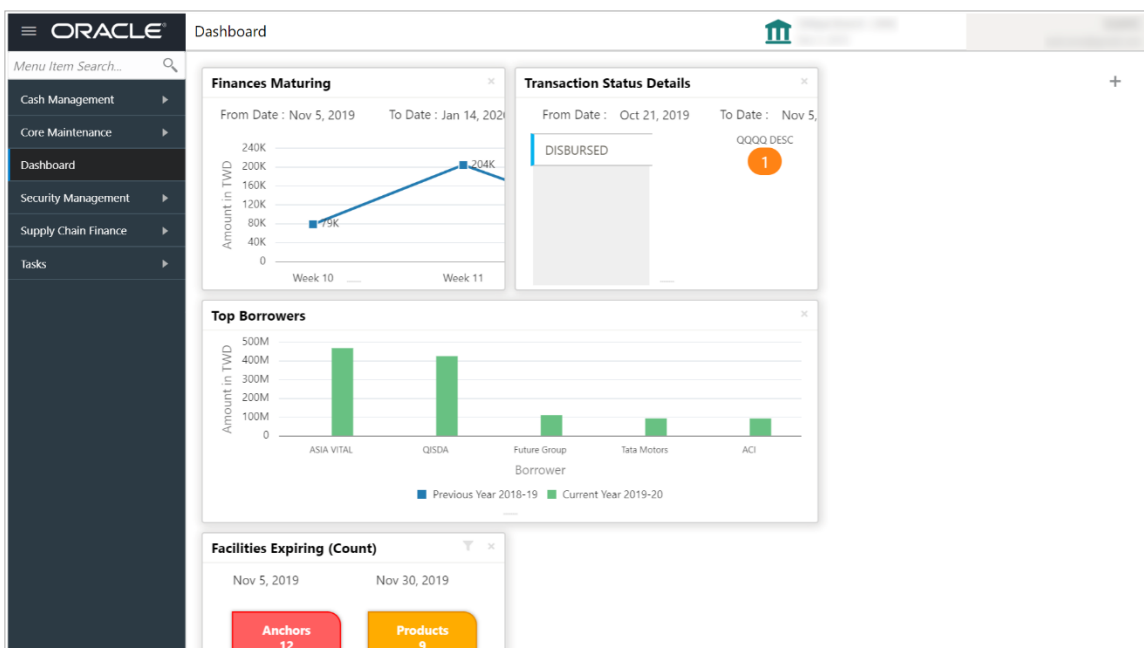 ORACLE
Dashboard
Menu Item Search...
Cash Management
Core Maintenance
Dashboard
Security Management
Supply Chain Finance
Tasks
Finances Maturing
From Date : Nov 5, 2019 To Date : Jan 14, 202
Amount in TWD
240K
200K
160K
120K
80K
40K
0
79K
204K
Week 10 Week 11
Transaction Status Details
From Date : Oct 21, 2019 To Date : Nov 5,
DISBURSED
QQQQ DESC
1
Top Borrowers
Amount in TWD
500M
400M
300M
200M
100M
0
ASIA VITAL QISDA Future Group Tata Motors ACI
Borrower
Previous Year 2018-19 Current Year 2019-20
Facilities Expiring (Count)
Nov 5, 2019 Nov 30, 2019
Anchors Products
12 9